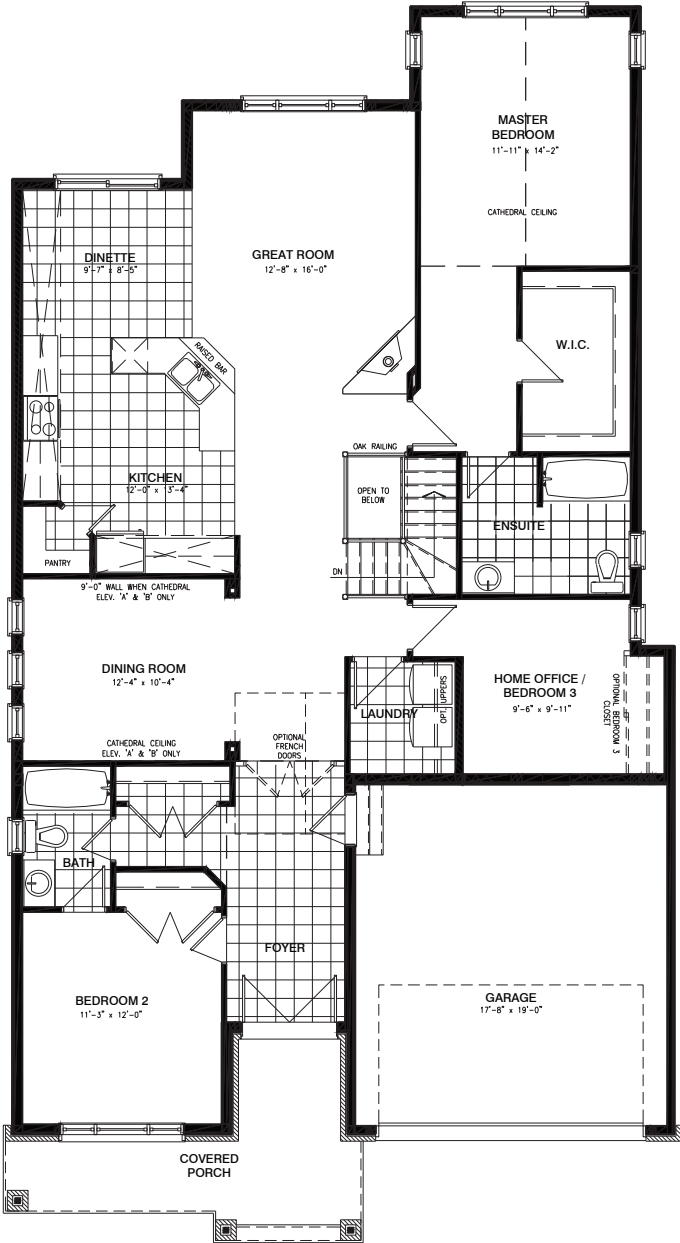 MASTER
BEDROOM
11'-11" x 14'-2"
CATHEDRAL CEILING
GREAT ROOM
12'-8" x 16'-0"
DINETTE
9'-7" x 8'-5"
RAISED BAR
W.I.C.
OAK RAILING
KITCHEN
12'-0" x 13'-4"
OPEN TO
BELOW
ENSUITE
PANTRY
DN
9'-0" WALL WHEN CATHEDRAL
ELEV. 'A' & 'B' ONLY
DINING ROOM
12'-4" x 10'-4"
HOME OFFICE /
BEDROOM 3
9'-6" x 9'-11"
OPTIONAL BEDROOM 3
CLOSET
LAUNDRY
OPT. UPPERS
CATHEDRAL CEILING
ELEV. 'A' & 'B' ONLY
OPTIONAL
FRENCH
DOORS
BATH
FOYER
BEDROOM 2
11'-3" x 12'-0"
GARAGE
17'-8" x 19'-0"
COVERED
PORCH